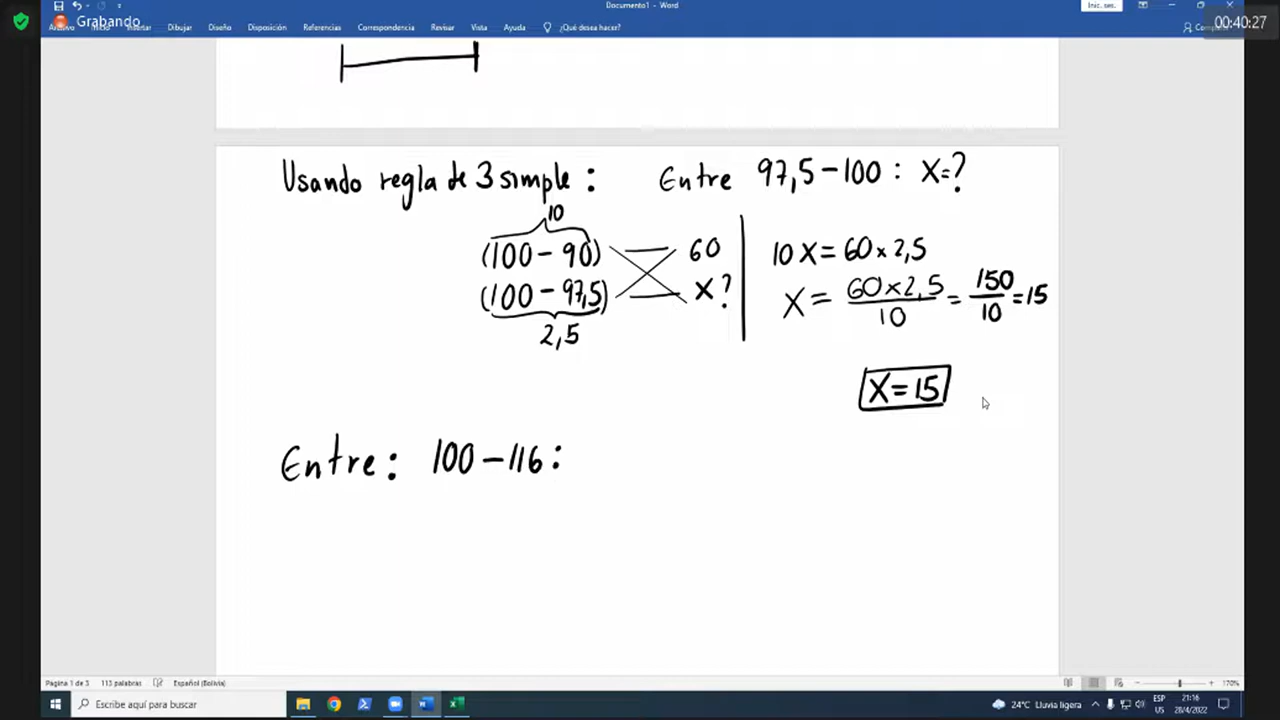 Documento1 - Word
Inic. ses.
Grabando
00:40:27
Dibujar Diseño Disposición Referencias Correspondencia Revisar Vista Ayuda ¿Qué desea hacer?
Usando regla de 3 simple : Entre 97,5 – 100 : X=?
10
(100 – 90) 60
(100 – 97,5) X?
2,5
10 X = 60 x 2,5
X = 60 x 2,5 / 10 = 150 / 10 = 15
X = 15
Entre : 100 – 116 :
Página 1 de 3 113 palabras Español (Bolivia) 170%
Escribe aquí para buscar
24°C Lluvia ligera
ESP
US
21:16
28/4/2022